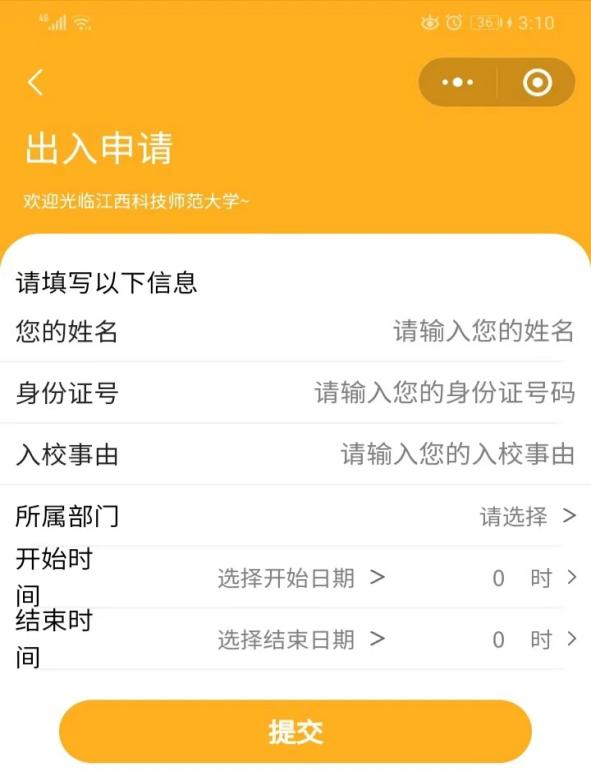 4G 36 3:10
出入申请
欢迎光临江西科技师范大学~
请填写以下信息
您的姓名 请输入您的姓名
身份证号 请输入您的身份证号码
入校事由 请输入您的入校事由
所属部门 请选择 >
开始时
间 选择开始日期 > 0 时 >
结束时
间 选择结束日期 > 0 时 >
提交